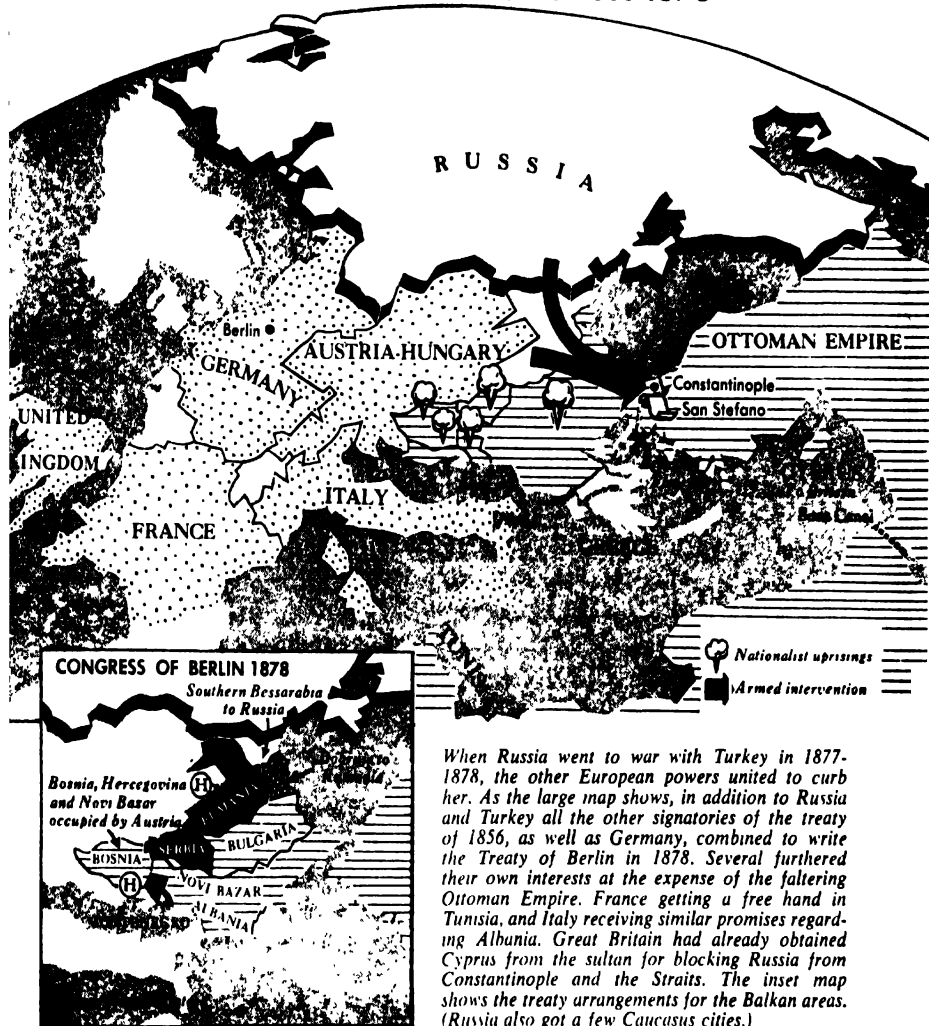 RUSSIA
Berlin
GERMANY
AUSTRIA-HUNGARY
OTTOMAN EMPIRE
Constantinople
San Stefano
UNITED
INGDOM
ITALY
FRANCE
Canal
Nationalist uprisings
Armed intervention
CONGRESS OF BERLIN 1878
Southern Bessarabia
to Russia
Bosnia, Hercegovina
and Novi Bazar
occupied by Austria
H
BOSNIA
SERBIA
BULGARIA
H
NOVI BAZAR
ALBANIA
When Russia went to war with Turkey in 1877-
1878, the other European powers united to curb
her. As the large map shows, in addition to Russia
and Turkey all the other signatories of the treaty
of 1856, as well as Germany, combined to write
the Treaty of Berlin in 1878. Several furthered
their own interests at the expense of the faltering
Ottoman Empire. France getting a free hand in
Tunisia, and Italy receiving similar promises regard-
ing Albania. Great Britain had already obtained
Cyprus from the sultan for blocking Russia from
Constantinople and the Straits. The inset map
shows the treaty arrangements for the Balkan areas.
(Russia also got a few Caucasus cities.)